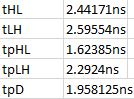 tHL 2.44171ns
tLH 2.59554ns
tpHL 1.62385ns
tpLH 2.2924ns
tpD 1.958125ns